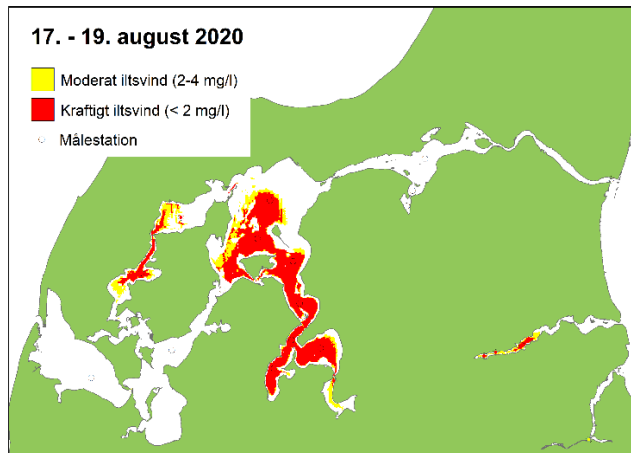 17. - 19. august 2020
Moderat iltsvind (2-4 mg/l)
Kraftigt iltsvind (< 2 mg/l)
Målestation